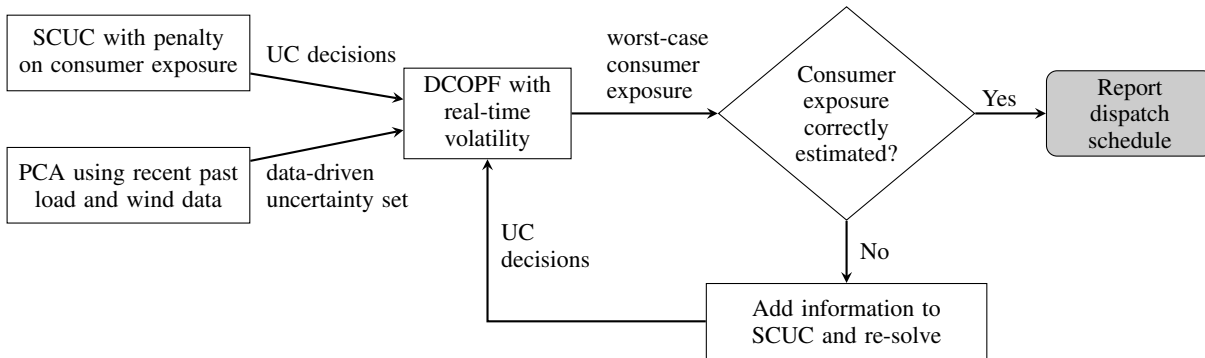 SCUC with penalty
on consumer exposure
UC decisions
PCA using recent past
load and wind data
data-driven
uncertainty set
DCOPF with
real-time
volatility
worst-case
consumer
exposure
Consumer
exposure
correctly
estimated?
Yes
Report
dispatch
schedule
No
Add information to
SCUC and re-solve
UC
decisions